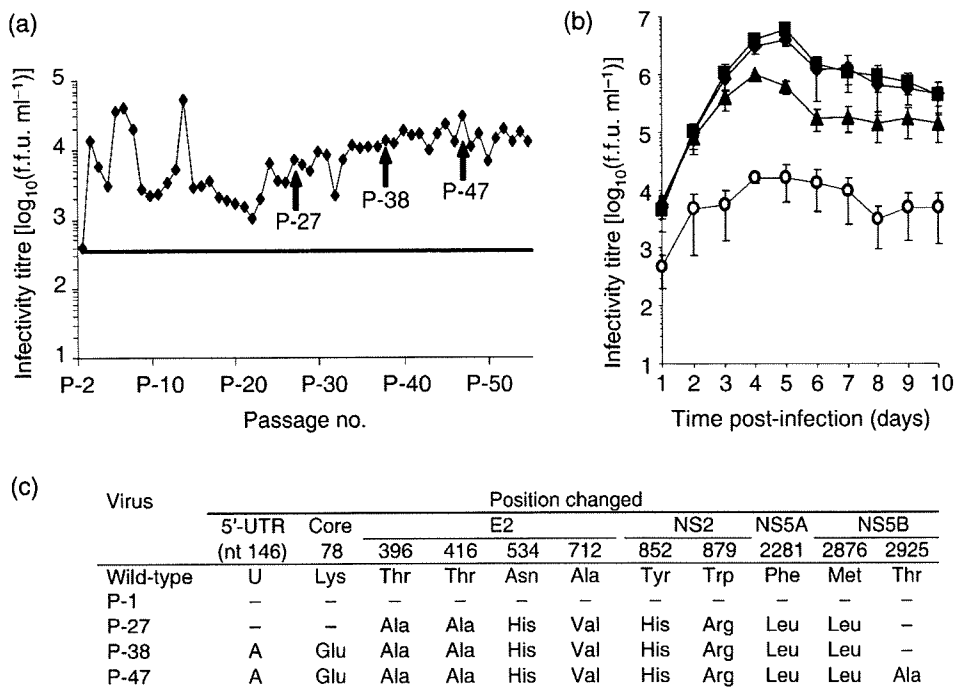 (a)
Infectivity titre [log10(f.f.u. ml−1)]
5
4
3
2
1
P-27
P-38
P-47
P-2
P-10
P-20
P-30
P-40
P-50
Passage no.
(b)
Infectivity titre [log10(f.f.u. ml−1)]
7
6
5
4
3
2
1
1 2 3 4 5 6 7 8 9 10
Time post-infection (days)
(c)
Virus Position changed
5'-UTR Core E2 NS2 NS5A NS5B
(nt 146) 78 396 416 534 712 852 879 2281 2876 2925
Wild-type U Lys Thr Thr Asn Ala Tyr Trp Phe Met Thr
P-1 – – – – – – – – – – –
P-27 – – Ala Ala His Val His Arg Leu Leu –
P-38 A Glu Ala Ala His Val His Arg Leu Leu –
P-47 A Glu Ala Ala His Val His Arg Leu Leu Ala